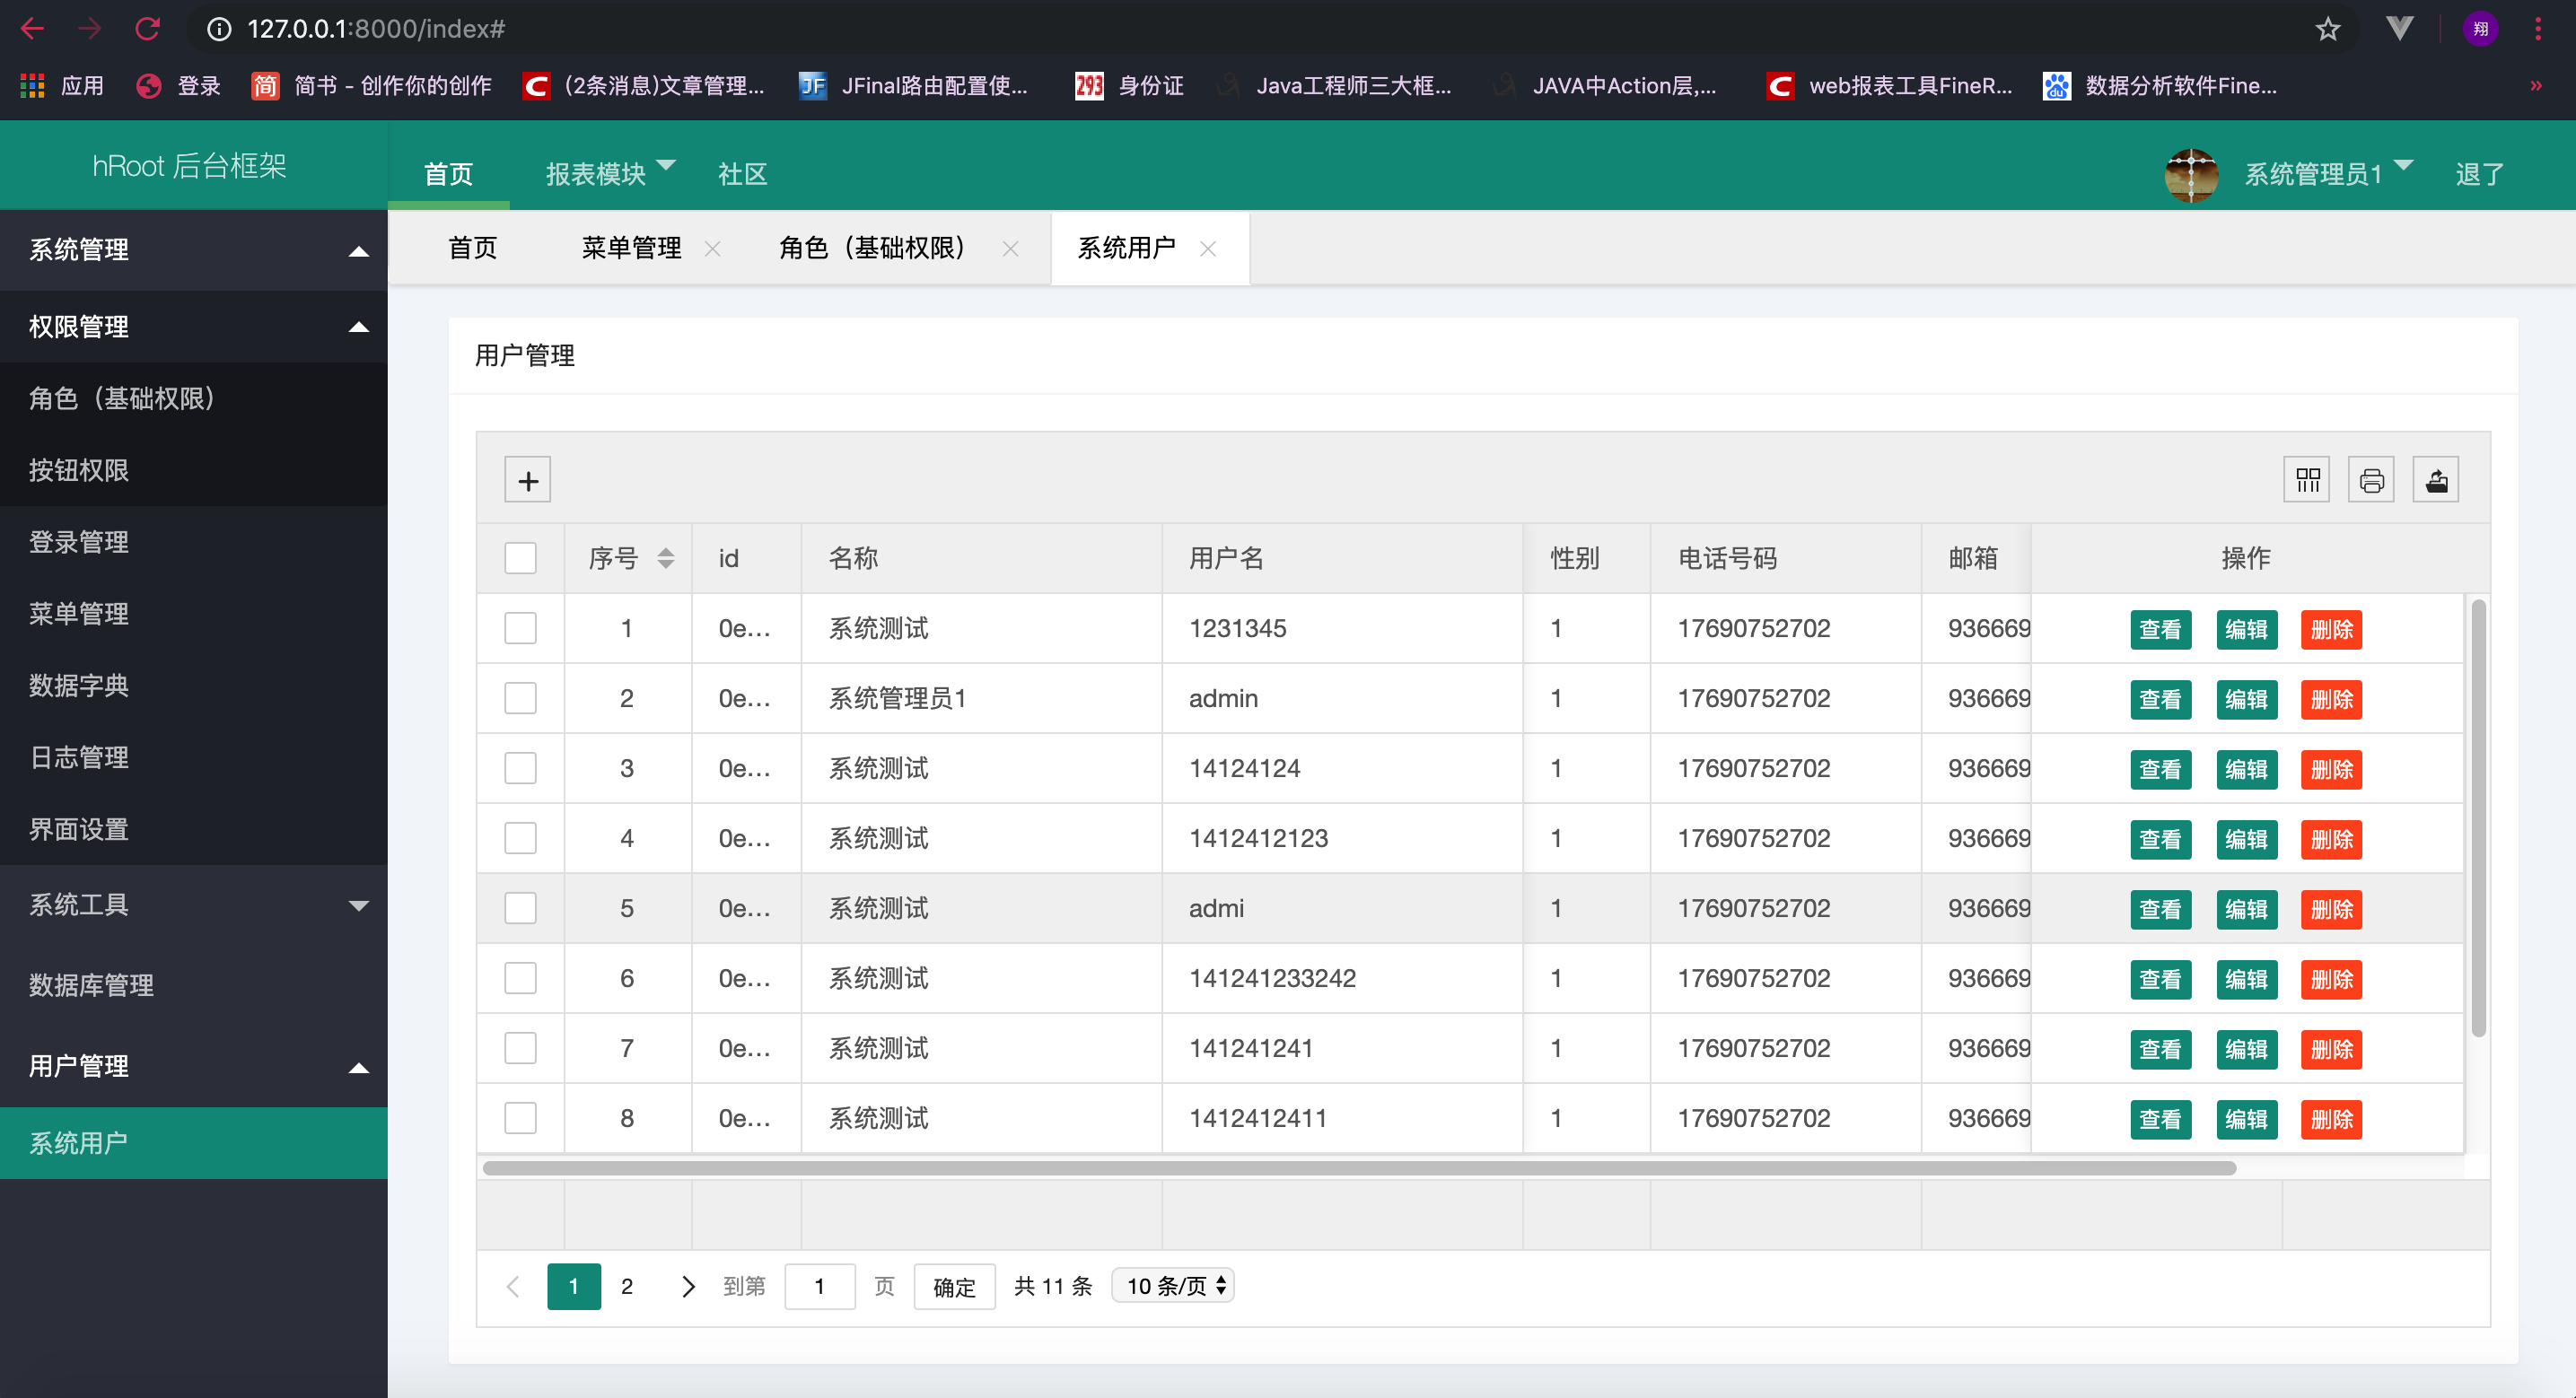 127.0.0.1:8000/index#
翔
应用 登录 简 简书 - 创作你的创作 C (2条消息)文章管理... JF JFinal路由配置使... 293 身份证 Java工程师三大框... JAVA中Action层,... C web报表工具FineR... du 数据分析软件Fine... »
hRoot 后台框架 首页 报表模块 社区 系统管理员1 退了
首页 菜单管理 角色（基础权限） 系统用户
系统管理
权限管理
角色（基础权限）
按钮权限
登录管理
菜单管理
数据字典
日志管理
界面设置
系统工具
数据库管理
用户管理
系统用户
用户管理
序号 id 名称 用户名 性别 电话号码 邮箱 操作
1 0e... 系统测试 1231345 1 17690752702 936669 查看 编辑 删除
2 0e... 系统管理员1 admin 1 17690752702 936669 查看 编辑 删除
3 0e... 系统测试 14124124 1 17690752702 936669 查看 编辑 删除
4 0e... 系统测试 1412412123 1 17690752702 936669 查看 编辑 删除
5 0e... 系统测试 admi 1 17690752702 936669 查看 编辑 删除
6 0e... 系统测试 141241233242 1 17690752702 936669 查看 编辑 删除
7 0e... 系统测试 141241241 1 17690752702 936669 查看 编辑 删除
8 0e... 系统测试 1412412411 1 17690752702 936669 查看 编辑 删除
1 2 到第 1 页 确定 共 11 条 10 条/页